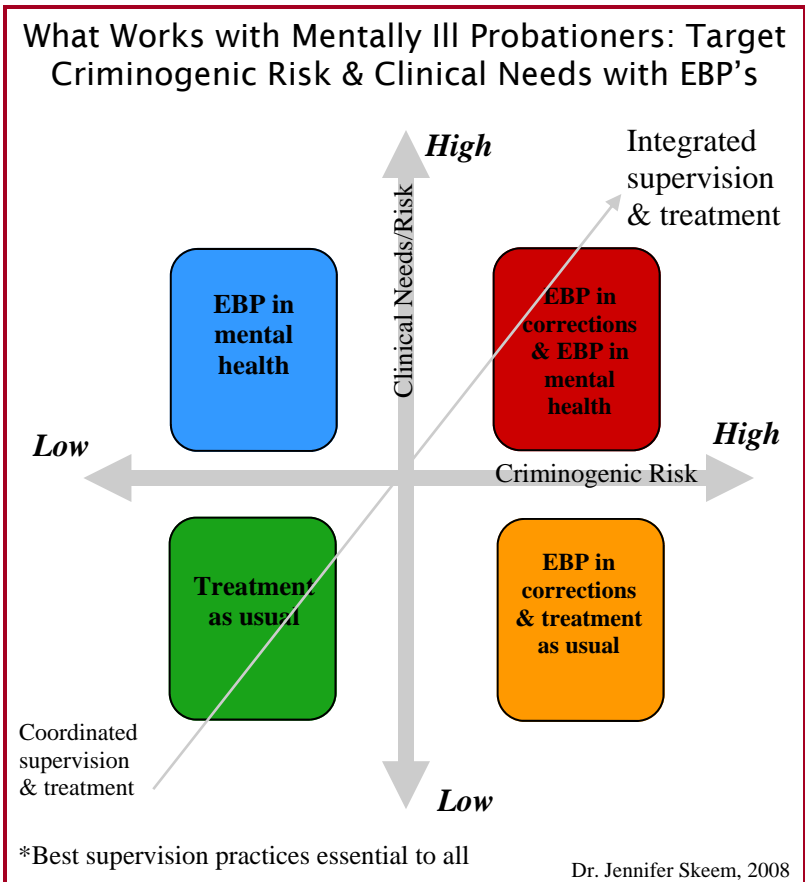 What Works with Mentally Ill Probationers: Target
Criminogenic Risk & Clinical Needs with EBP's
High
Integrated
supervision
& treatment
Clinical Needs/Risk
EBP in
mental
health
EBP in
corrections
& EBP in
mental
health
Low
High
Criminogenic Risk
Treatment
as usual
EBP in
corrections
& treatment
as usual
Coordinated
supervision
& treatment
Low
*Best supervision practices essential to all
Dr. Jennifer Skeem, 2008